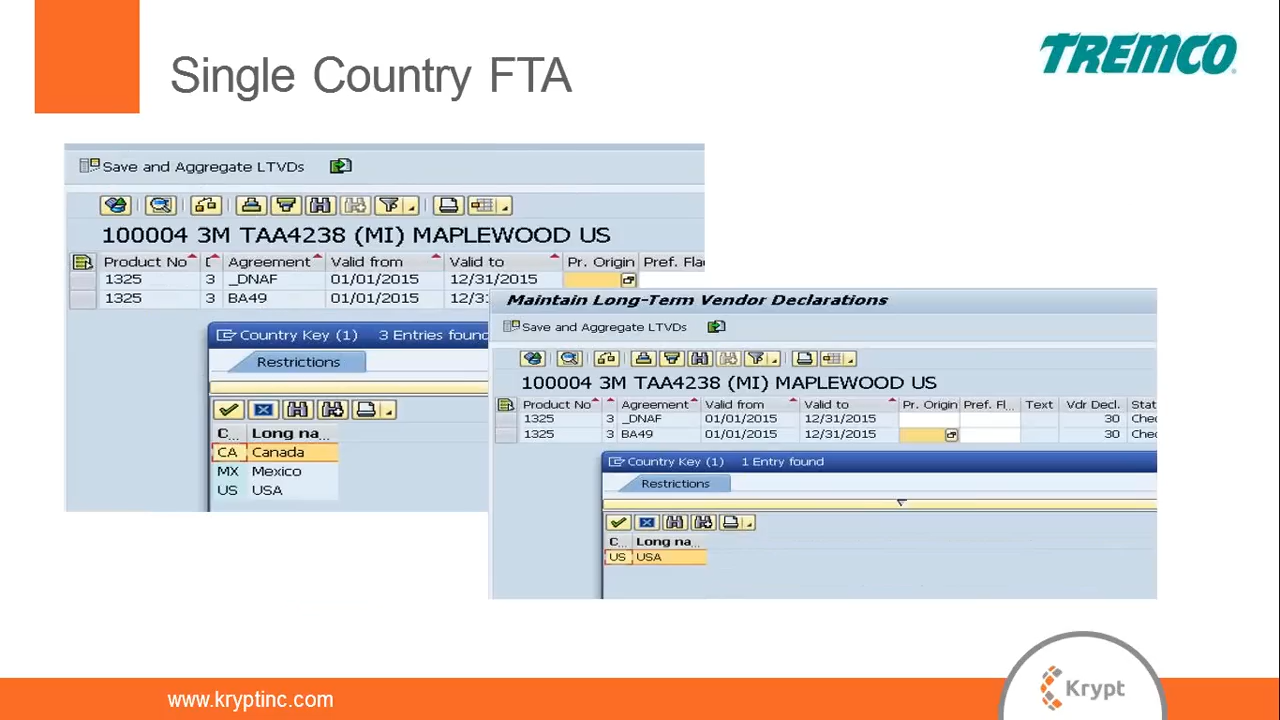 Single Country FTA
TREMCO
Save and Aggregate LTVDs
100004 3M TAA4238 (MI) MAPLEWOOD US
Product No Agreement Valid from Valid to Pr. Origin Pref. Flag
1325 3 _DNAF 01/01/2015 12/31/2015
1325 3 BA49 01/01/2015 12/3
Country Key (1) 3 Entries found
Restrictions
C... Long na...
CA Canada
MX Mexico
US USA
Maintain Long-Term Vendor Declarations
Save and Aggregate LTVDs
100004 3M TAA4238 (MI) MAPLEWOOD US
Product No Agreement Valid from Valid to Pr. Origin Pref. Fl... Text Vdr Decl. Stat
1325 3 _DNAF 01/01/2015 12/31/2015 30 Chec
1325 3 BA49 01/01/2015 12/31/2015 30 Chec
Country Key (1) 1 Entry found
Restrictions
C... Long na...
US USA
www.kryptinc.com
Krypt